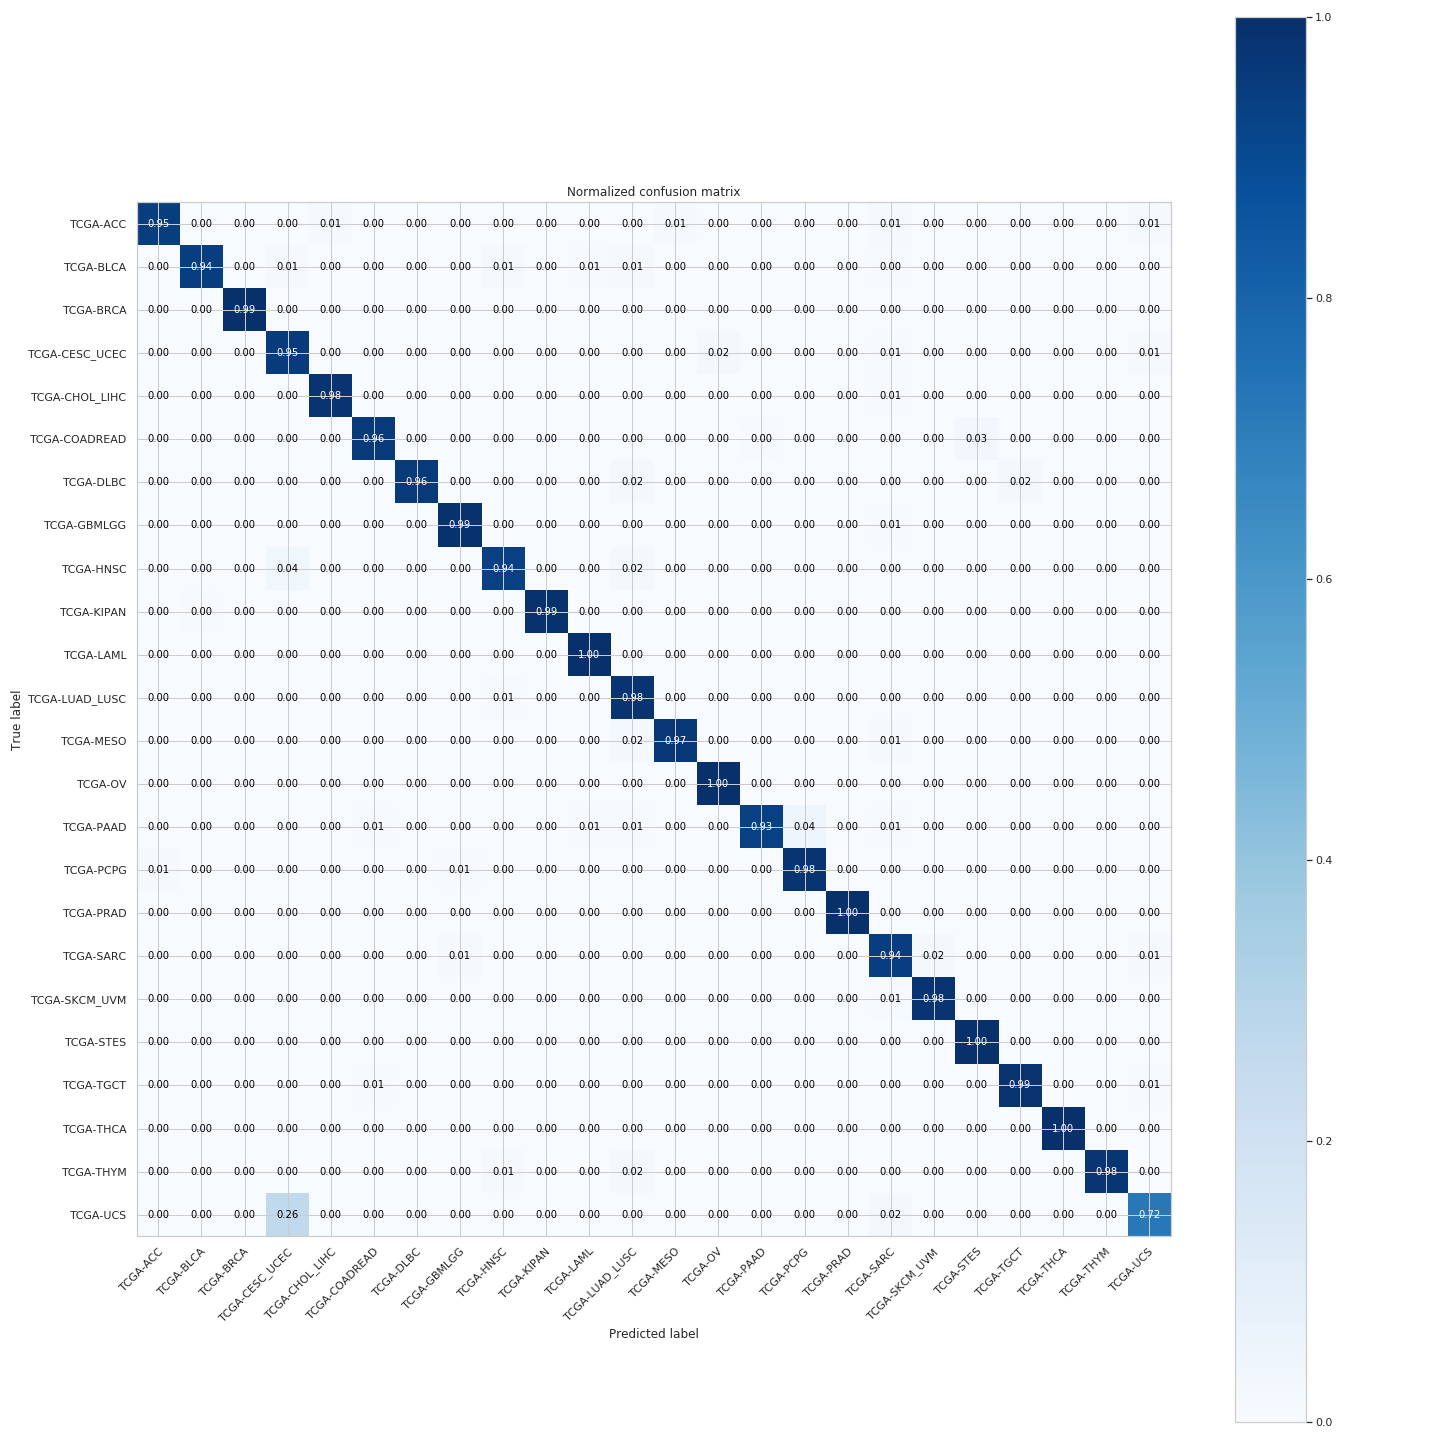 Normalized confusion matrix
TCGA-ACC 0.95 0.00 0.00 0.00 0.01 0.00 0.00 0.00 0.00 0.00 0.00 0.00 0.01 0.00 0.00 0.00 0.00 0.01 0.00 0.00 0.00 0.00 0.00 0.01
TCGA-BLCA 0.00 0.94 0.00 0.01 0.00 0.00 0.00 0.00 0.01 0.00 0.01 0.01 0.00 0.00 0.00 0.00 0.00 0.00 0.00 0.00 0.00 0.00 0.00 0.00
TCGA-BRCA 0.00 0.00 0.99 0.00 0.00 0.00 0.00 0.00 0.00 0.00 0.00 0.00 0.00 0.00 0.00 0.00 0.00 0.00 0.00 0.00 0.00 0.00 0.00 0.00
TCGA-CESC_UCEC 0.00 0.00 0.00 0.95 0.00 0.00 0.00 0.00 0.00 0.00 0.00 0.00 0.00 0.02 0.00 0.00 0.00 0.01 0.00 0.00 0.00 0.00 0.00 0.01
TCGA-CHOL_LIHC 0.00 0.00 0.00 0.00 0.98 0.00 0.00 0.00 0.00 0.00 0.00 0.00 0.00 0.00 0.00 0.00 0.00 0.01 0.00 0.00 0.00 0.00 0.00 0.00
TCGA-COADREAD 0.00 0.00 0.00 0.00 0.00 0.96 0.00 0.00 0.00 0.00 0.00 0.00 0.00 0.00 0.00 0.00 0.00 0.00 0.00 0.03 0.00 0.00 0.00 0.00
TCGA-DLBC 0.00 0.00 0.00 0.00 0.00 0.00 0.96 0.00 0.00 0.00 0.00 0.02 0.00 0.00 0.00 0.00 0.00 0.00 0.00 0.00 0.02 0.00 0.00 0.00
TCGA-GBMLGG 0.00 0.00 0.00 0.00 0.00 0.00 0.00 0.99 0.00 0.00 0.00 0.00 0.00 0.00 0.00 0.00 0.00 0.01 0.00 0.00 0.00 0.00 0.00 0.00
TCGA-HNSC 0.00 0.00 0.00 0.04 0.00 0.00 0.00 0.00 0.94 0.00 0.00 0.02 0.00 0.00 0.00 0.00 0.00 0.00 0.00 0.00 0.00 0.00 0.00 0.00
TCGA-KIPAN 0.00 0.00 0.00 0.00 0.00 0.00 0.00 0.00 0.00 0.99 0.00 0.00 0.00 0.00 0.00 0.00 0.00 0.00 0.00 0.00 0.00 0.00 0.00 0.00
TCGA-LAML 0.00 0.00 0.00 0.00 0.00 0.00 0.00 0.00 0.00 0.00 1.00 0.00 0.00 0.00 0.00 0.00 0.00 0.00 0.00 0.00 0.00 0.00 0.00 0.00
TCGA-LUAD_LUSC 0.00 0.00 0.00 0.00 0.00 0.00 0.00 0.00 0.01 0.00 0.00 0.98 0.00 0.00 0.00 0.00 0.00 0.00 0.00 0.00 0.00 0.00 0.00 0.00
TCGA-MESO 0.00 0.00 0.00 0.00 0.00 0.00 0.00 0.00 0.00 0.00 0.00 0.02 0.97 0.00 0.00 0.00 0.00 0.01 0.00 0.00 0.00 0.00 0.00 0.00
TCGA-OV 0.00 0.00 0.00 0.00 0.00 0.00 0.00 0.00 0.00 0.00 0.00 0.00 0.00 1.00 0.00 0.00 0.00 0.00 0.00 0.00 0.00 0.00 0.00 0.00
TCGA-PAAD 0.00 0.00 0.00 0.00 0.00 0.01 0.00 0.00 0.00 0.00 0.01 0.01 0.00 0.00 0.93 0.04 0.00 0.01 0.00 0.00 0.00 0.00 0.00 0.00
TCGA-PCPG 0.01 0.00 0.00 0.00 0.00 0.00 0.00 0.01 0.00 0.00 0.00 0.00 0.00 0.00 0.00 0.98 0.00 0.00 0.00 0.00 0.00 0.00 0.00 0.00
TCGA-PRAD 0.00 0.00 0.00 0.00 0.00 0.00 0.00 0.00 0.00 0.00 0.00 0.00 0.00 0.00 0.00 0.00 1.00 0.00 0.00 0.00 0.00 0.00 0.00 0.00
TCGA-SARC 0.00 0.00 0.00 0.00 0.00 0.00 0.00 0.01 0.00 0.00 0.00 0.00 0.00 0.00 0.00 0.00 0.00 0.94 0.02 0.00 0.00 0.00 0.00 0.01
TCGA-SKCM_UVM 0.00 0.00 0.00 0.00 0.00 0.00 0.00 0.00 0.00 0.00 0.00 0.00 0.00 0.00 0.00 0.00 0.00 0.01 0.98 0.00 0.00 0.00 0.00 0.00
TCGA-STES 0.00 0.00 0.00 0.00 0.00 0.00 0.00 0.00 0.00 0.00 0.00 0.00 0.00 0.00 0.00 0.00 0.00 0.00 0.00 1.00 0.00 0.00 0.00 0.00
TCGA-TGCT 0.00 0.00 0.00 0.00 0.00 0.01 0.00 0.00 0.00 0.00 0.00 0.00 0.00 0.00 0.00 0.00 0.00 0.00 0.00 0.00 0.99 0.00 0.00 0.01
TCGA-THCA 0.00 0.00 0.00 0.00 0.00 0.00 0.00 0.00 0.00 0.00 0.00 0.00 0.00 0.00 0.00 0.00 0.00 0.00 0.00 0.00 0.00 1.00 0.00 0.00
TCGA-THYM 0.00 0.00 0.00 0.00 0.00 0.00 0.00 0.00 0.01 0.00 0.00 0.02 0.00 0.00 0.00 0.00 0.00 0.00 0.00 0.00 0.00 0.00 0.98 0.00
TCGA-UCS 0.00 0.00 0.00 0.26 0.00 0.00 0.00 0.00 0.00 0.00 0.00 0.00 0.00 0.00 0.00 0.00 0.00 0.02 0.00 0.00 0.00 0.00 0.00 0.72
True label
TCGA-ACC
TCGA-BLCA
TCGA-BRCA
TCGA-CESC_UCEC
TCGA-CHOL_LIHC
TCGA-COADREAD
TCGA-DLBC
TCGA-GBMLGG
TCGA-HNSC
TCGA-KIPAN
TCGA-LAML
TCGA-LUAD_LUSC
TCGA-MESO
TCGA-OV
TCGA-PAAD
TCGA-PCPG
TCGA-PRAD
TCGA-SARC
TCGA-SKCM_UVM
TCGA-STES
TCGA-TGCT
TCGA-THCA
TCGA-THYM
TCGA-UCS
Predicted label
1.0
0.8
0.6
0.4
0.2
0.0